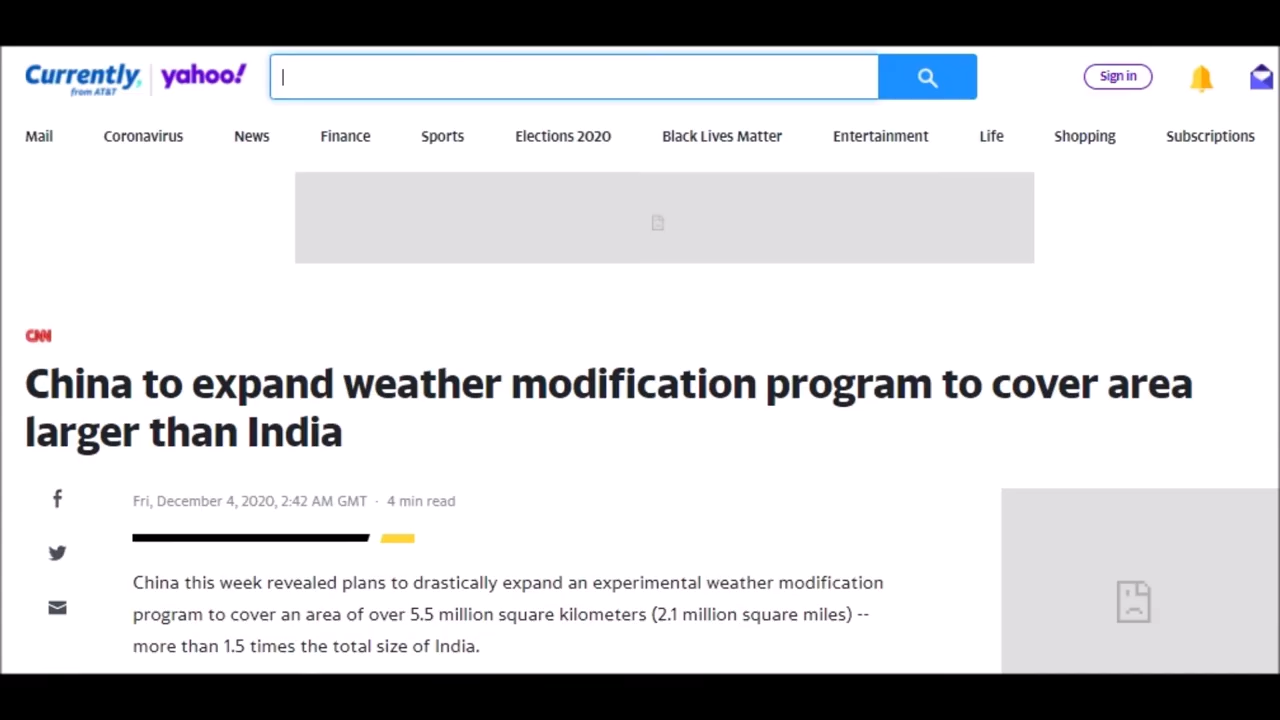 Currently, yahoo! Sign in
from AT&T
Mail Coronavirus News Finance Sports Elections 2020 Black Lives Matter Entertainment Life Shopping Subscriptions
CNN
China to expand weather modification program to cover area
larger than India
Fri, December 4, 2020, 2:42 AM GMT · 4 min read
China this week revealed plans to drastically expand an experimental weather modification
program to cover an area of over 5.5 million square kilometers (2.1 million square miles) --
more than 1.5 times the total size of India.